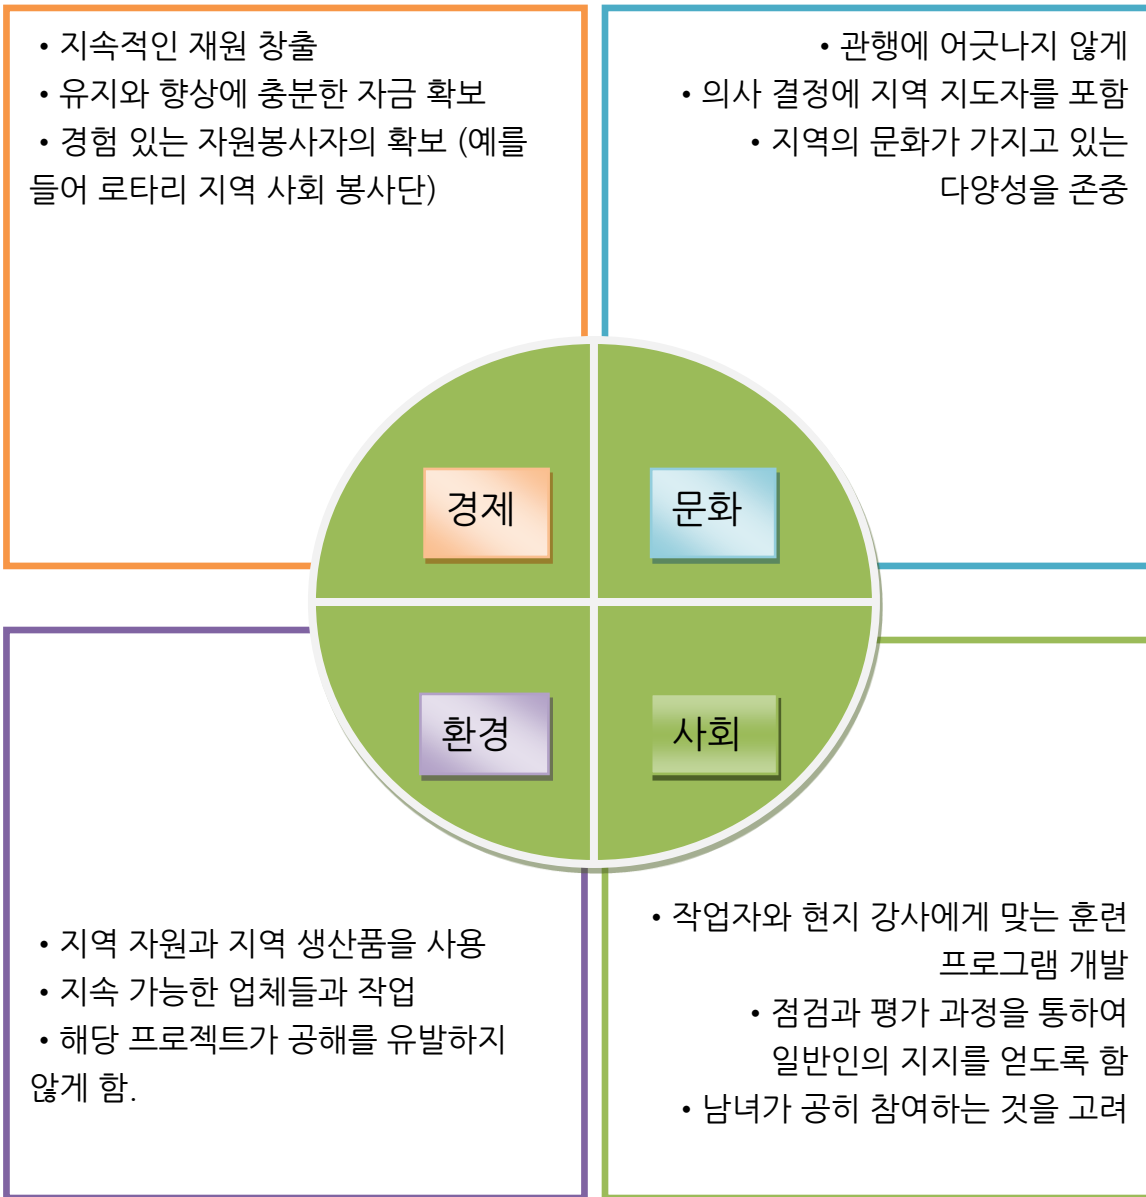 • 지속적인 재원 창출
• 유지와 향상에 충분한 자금 확보
• 경험 있는 자원봉사자의 확보 (예를
들어 로타리 지역 사회 봉사단)
• 관행에 어긋나지 않게
• 의사 결정에 지역 지도자를 포함
• 지역의 문화가 가지고 있는
다양성을 존중
경제
문화
환경
사회
• 지역 자원과 지역 생산품을 사용
• 지속 가능한 업체들과 작업
• 해당 프로젝트가 공해를 유발하지
않게 함.
• 작업자와 현지 강사에게 맞는 훈련
프로그램 개발
• 점검과 평가 과정을 통하여
일반인의 지지를 얻도록 함
• 남녀가 공히 참여하는 것을 고려